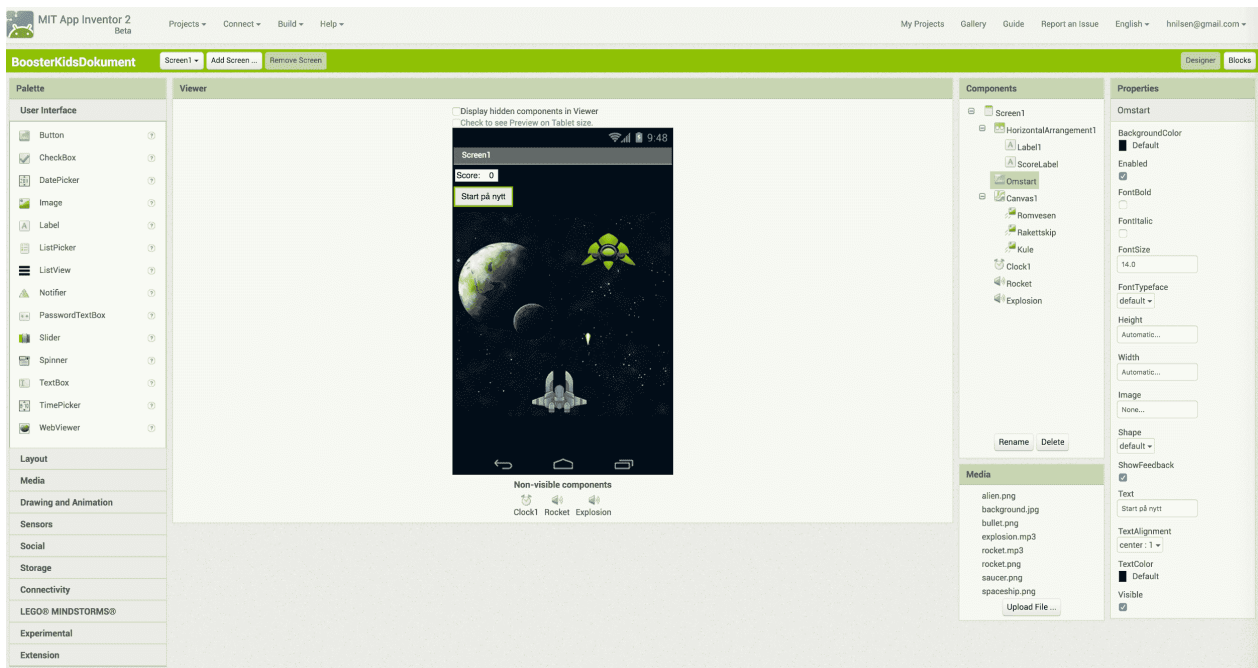 MIT App Inventor 2
Beta
Projects Connect Build Help
My Projects Gallery Guide Report an Issue English hnilsen@gmail.com
BoosterKidsDokument
Screen1 Add Screen ... Remove Screen
Designer Blocks
Palette
User Interface
Button
CheckBox
DatePicker
Image
Label
ListPicker
ListView
Notifier
PasswordTextBox
Slider
Spinner
TextBox
TimePicker
WebViewer
Layout
Media
Drawing and Animation
Sensors
Social
Storage
Connectivity
LEGO® MINDSTORMS®
Experimental
Extension
Viewer
Display hidden components in Viewer
Check to see Preview on Tablet size.
9:48
Screen1
Score: 0
Start på nytt
Non-visible components
Clock1 Rocket Explosion
Components
Screen1
HorizontalArrangement1
Label1
ScoreLabel
Omstart
Canvas1
Romvesen
Rakettskip
Kule
Clock1
Rocket
Explosion
Rename Delete
Media
alien.png
background.jpg
bullet.png
explosion.mp3
rocket.mp3
rocket.png
saucer.png
spaceship.png
Upload File ...
Properties
Omstart
BackgroundColor
Default
Enabled
FontBold
FontItalic
FontSize
14.0
FontTypeface
default
Height
Automatic...
Width
Automatic...
Image
None...
Shape
default
ShowFeedback
Text
Start på nytt
TextAlignment
center : 1
TextColor
Default
Visible